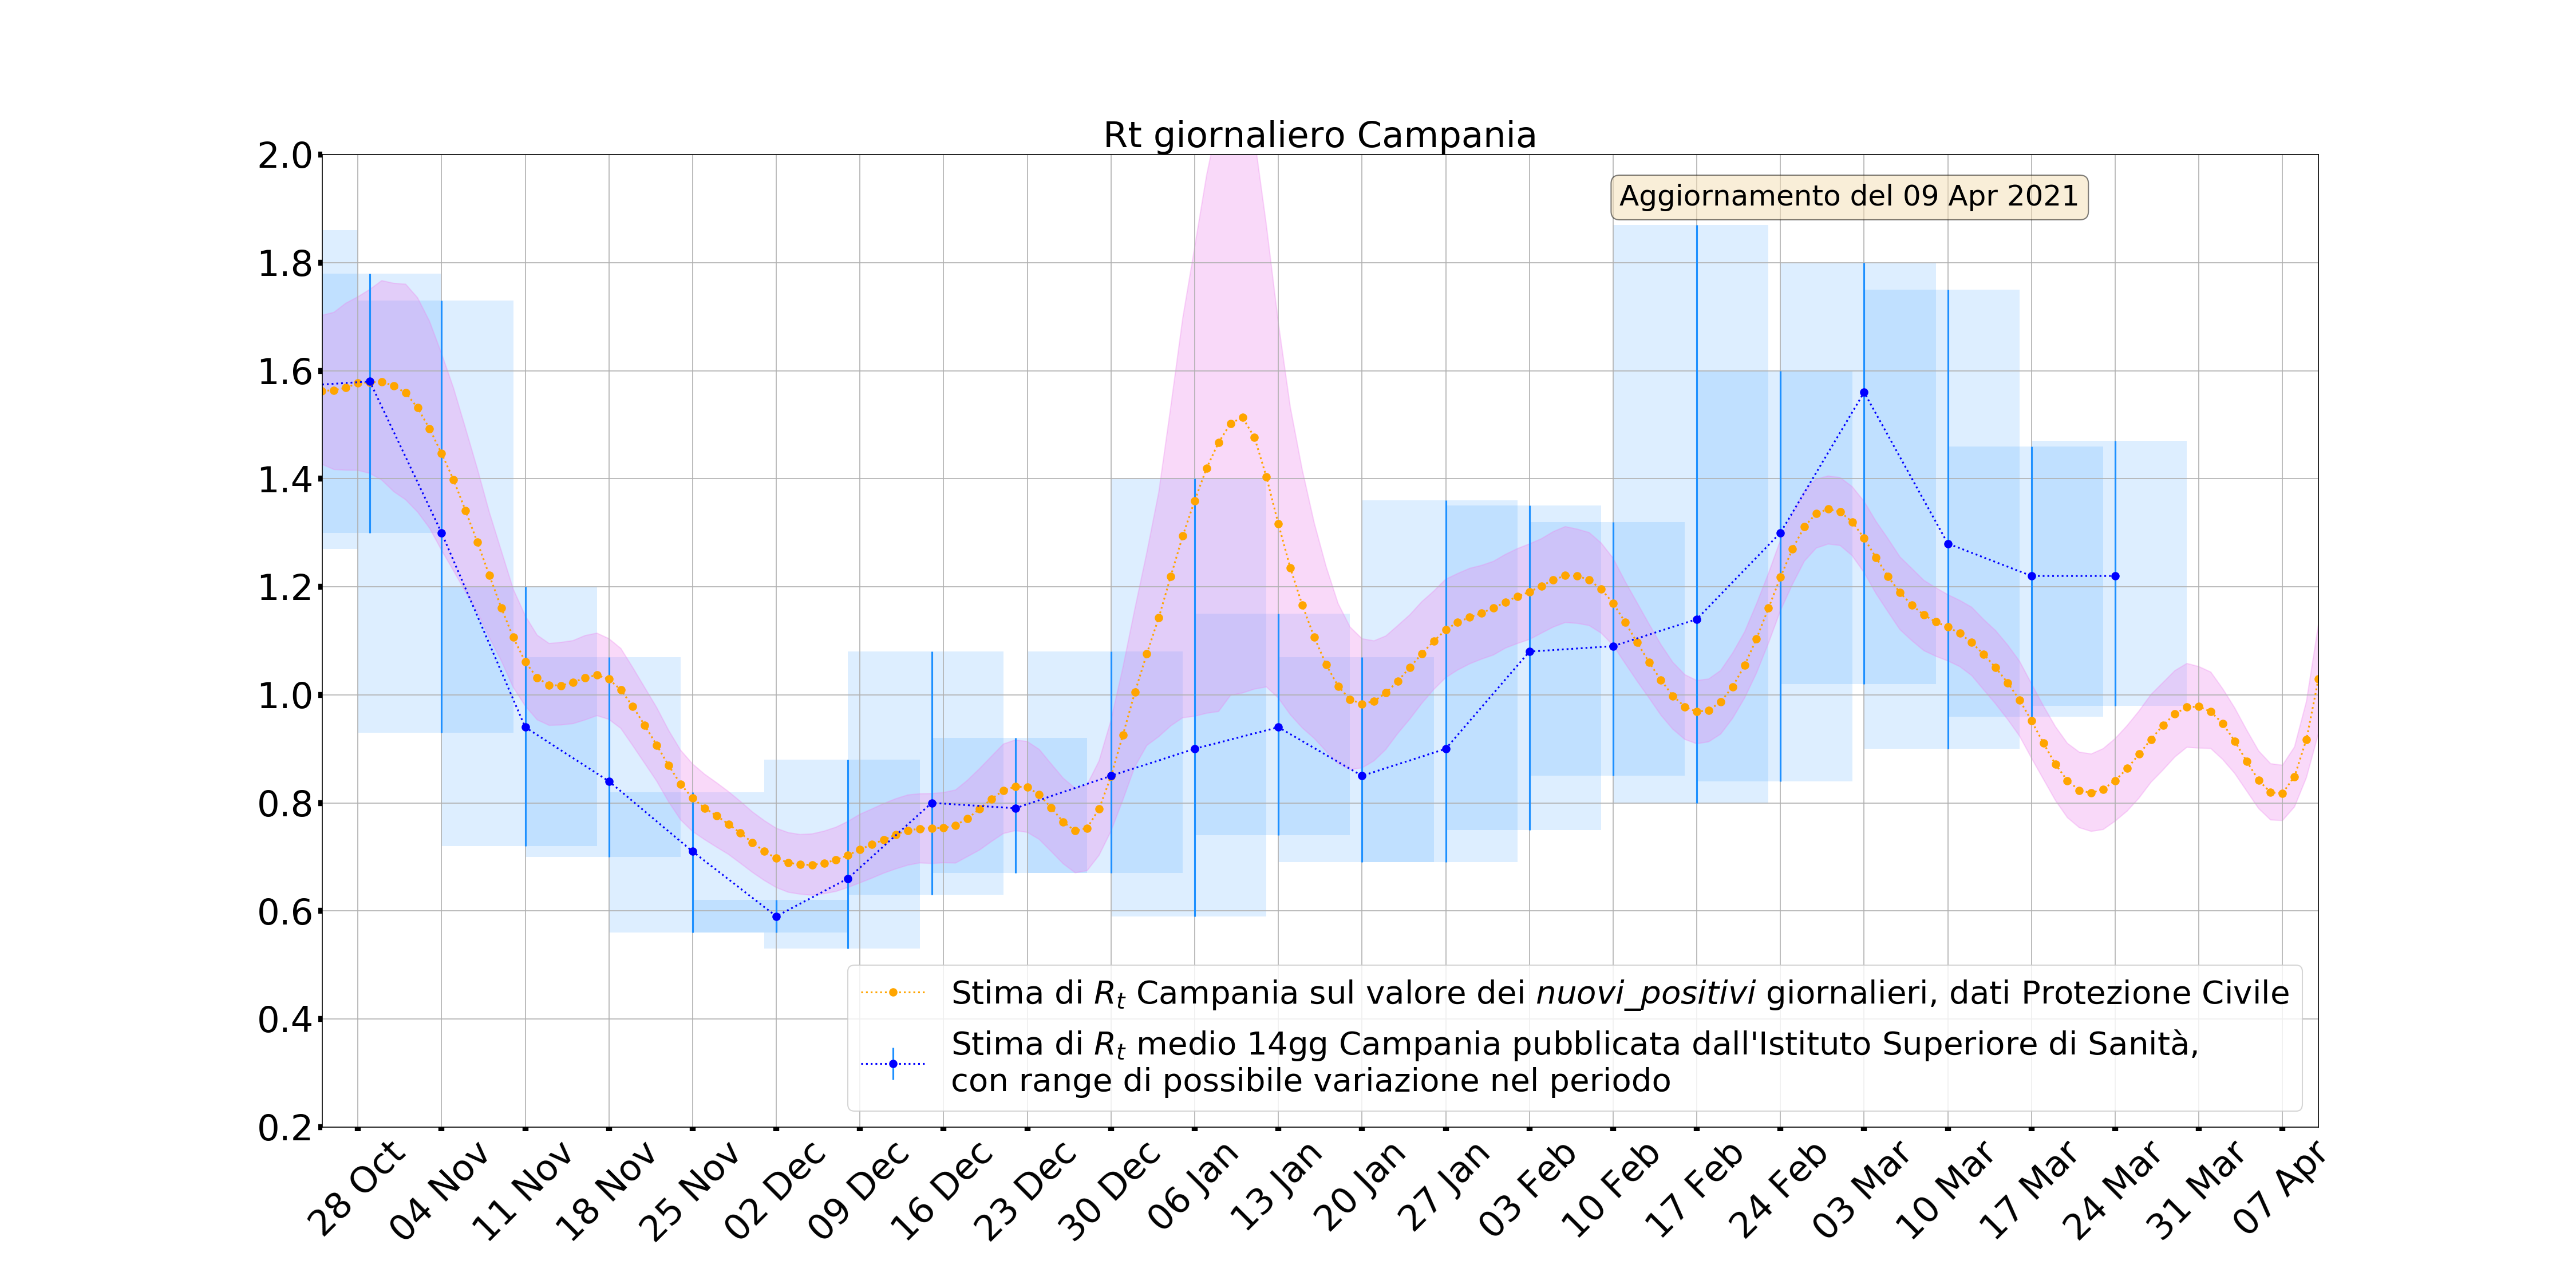 Rt giornaliero Campania
2.0
Aggiornamento del 09 Apr 2021
1.8
1.6
1.4
1.2
1.0
0.8
0.6
0.4
0.2
Stima di Rt Campania sul valore dei nuovi_positivi giornalieri, dati Protezione Civile
Stima di Rt medio 14gg Campania pubblicata dall'Istituto Superiore di Sanità,
con range di possibile variazione nel periodo
28 Oct
04 Nov
11 Nov
18 Nov
25 Nov
02 Dec
09 Dec
16 Dec
23 Dec
30 Dec
06 Jan
13 Jan
20 Jan
27 Jan
03 Feb
10 Feb
17 Feb
24 Feb
03 Mar
10 Mar
17 Mar
24 Mar
31 Mar
07 Apr